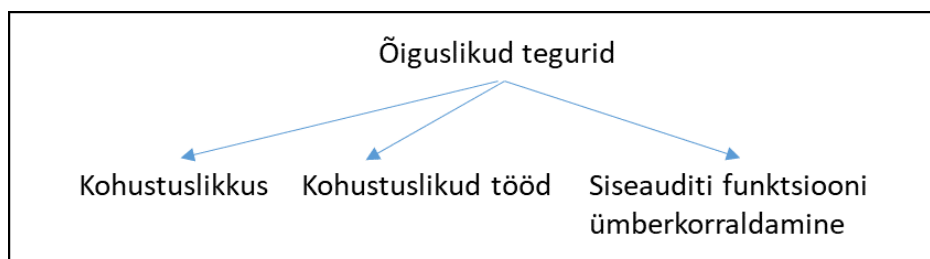 Õiguslikud tegurid
Kohustuslikkus
Kohustuslikud tööd
Siseauditi funktsiooni
ümberkorraldamine